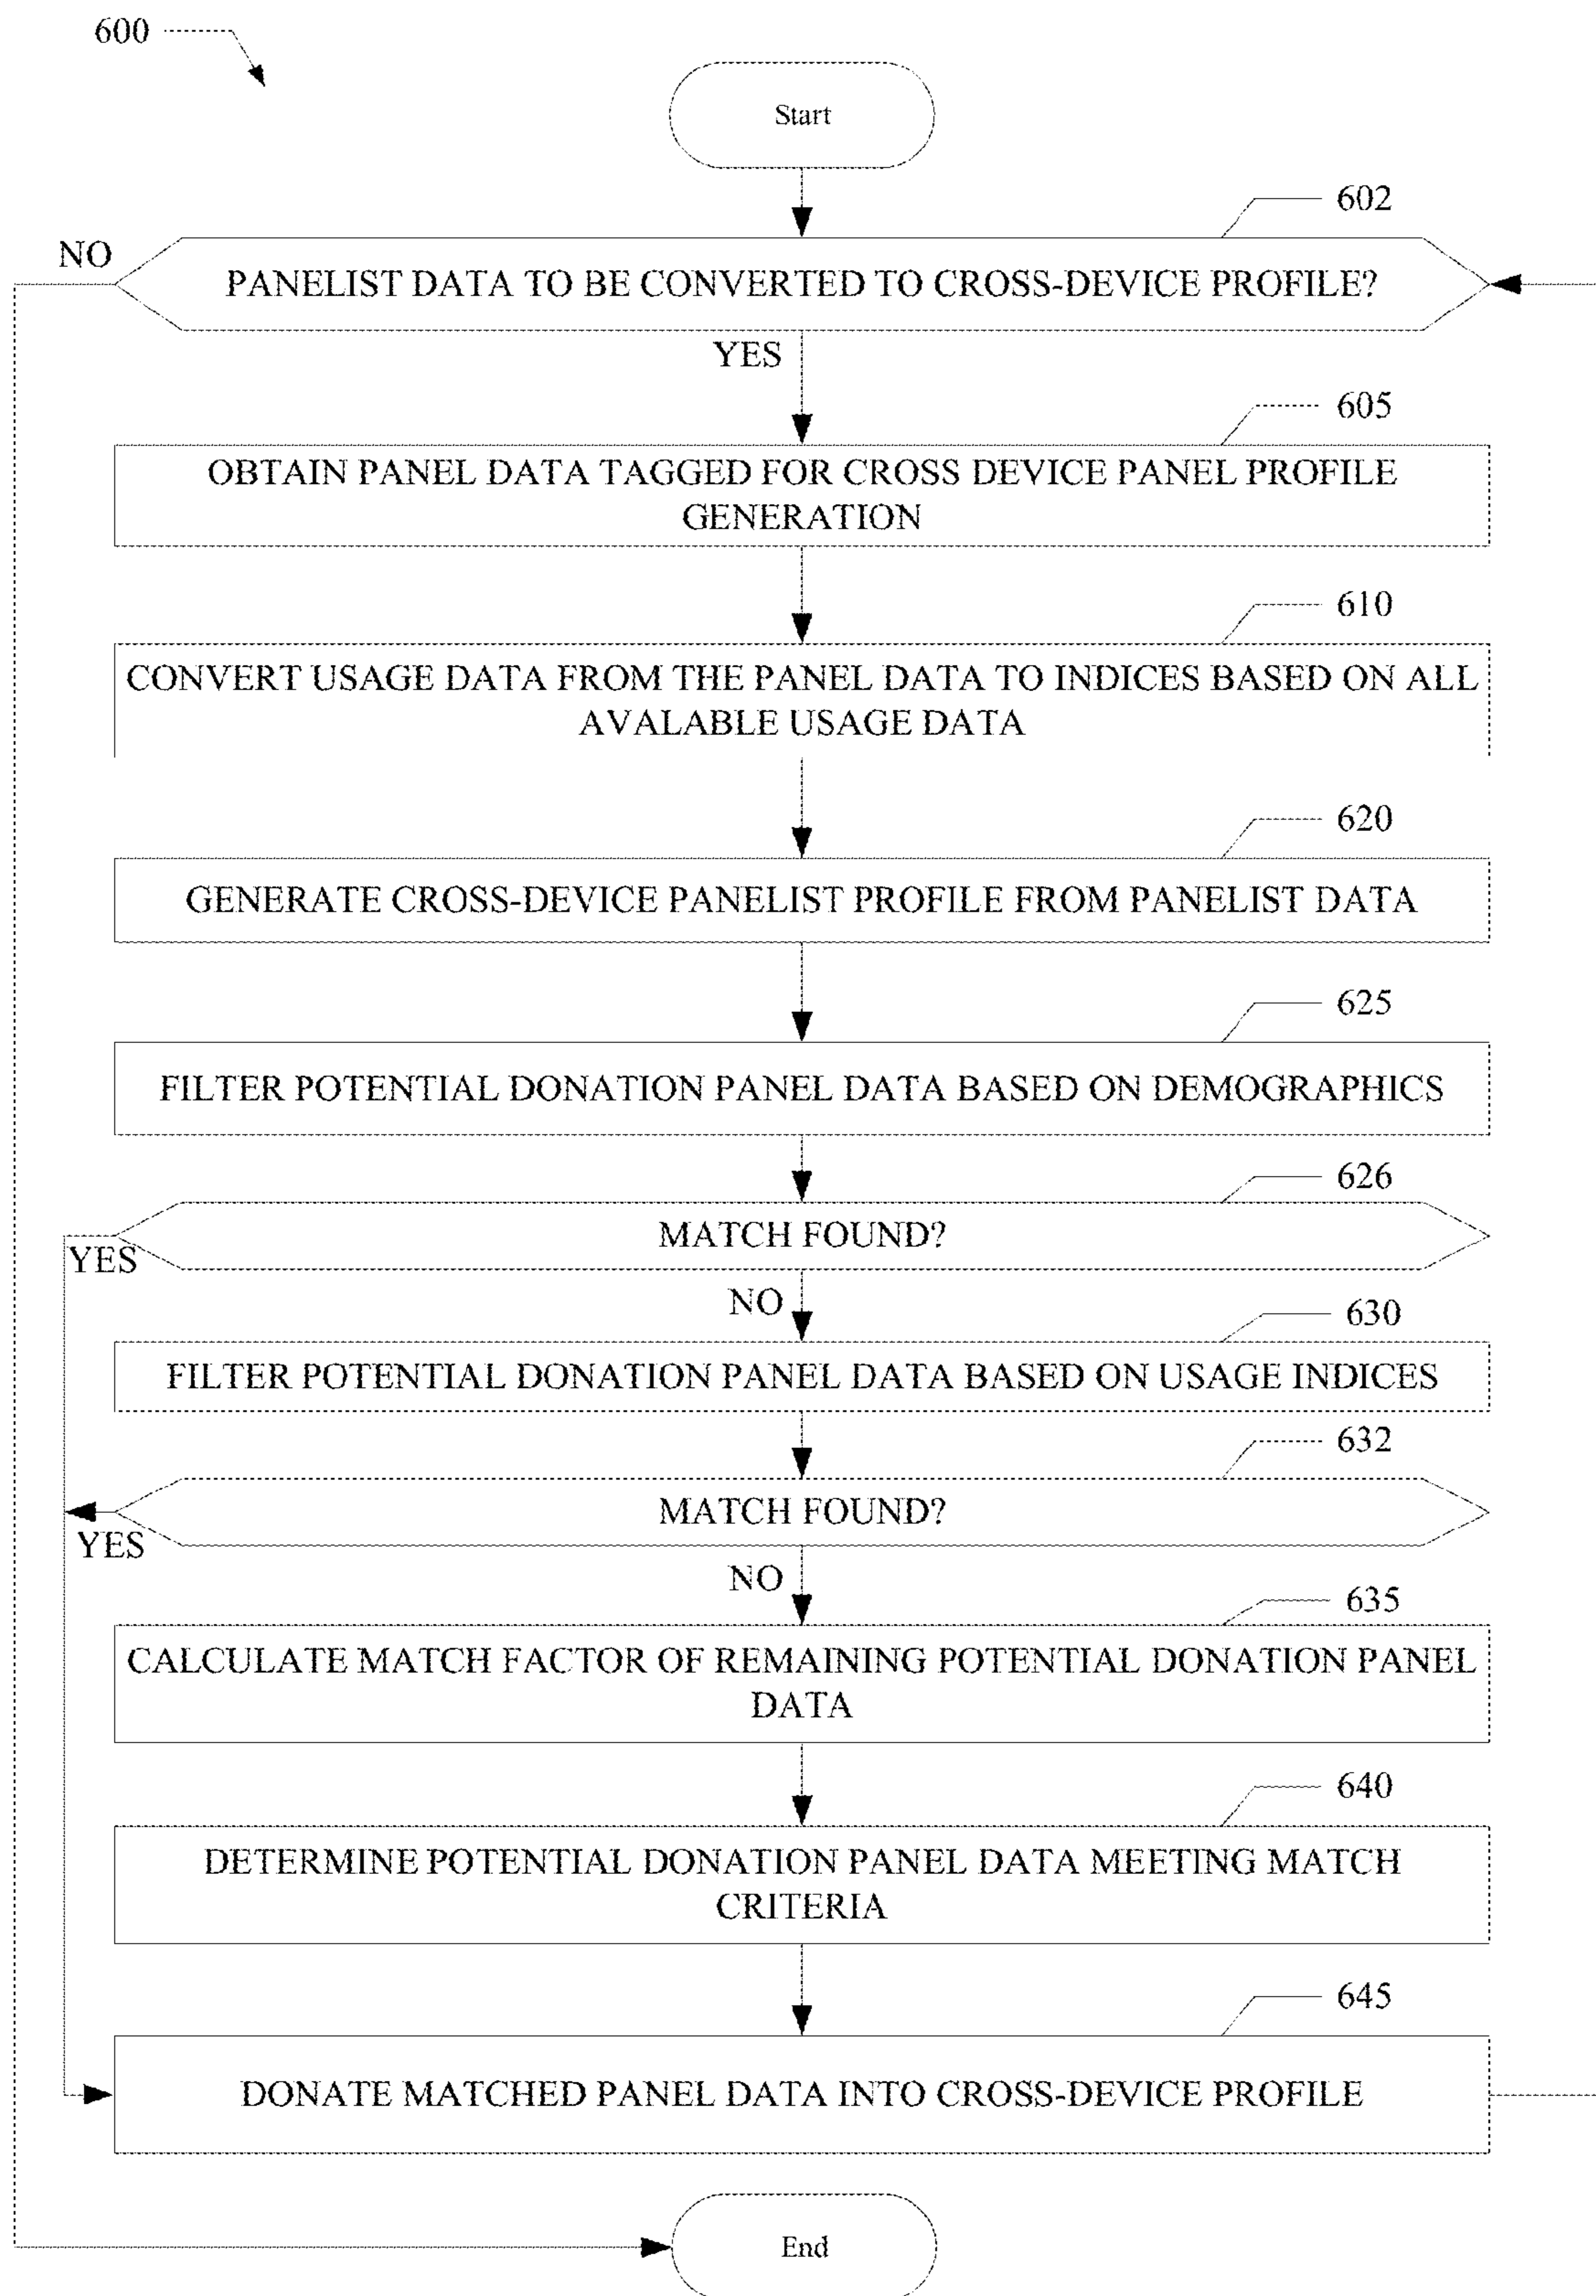 600
Start
602
NO
PANELIST DATA TO BE CONVERTED TO CROSS-DEVICE PROFILE?
YES
605
OBTAIN PANEL DATA TAGGED FOR CROSS DEVICE PANEL PROFILE
GENERATION
610
CONVERT USAGE DATA FROM THE PANEL DATA TO INDICES BASED ON ALL
AVALABLE USAGE DATA
620
GENERATE CROSS-DEVICE PANELIST PROFILE FROM PANELIST DATA
625
FILTER POTENTIAL DONATION PANEL DATA BASED ON DEMOGRAPHICS
626
MATCH FOUND?
YES
NO
630
FILTER POTENTIAL DONATION PANEL DATA BASED ON USAGE INDICES
632
MATCH FOUND?
YES
NO
635
CALCULATE MATCH FACTOR OF REMAINING POTENTIAL DONATION PANEL
DATA
640
DETERMINE POTENTIAL DONATION PANEL DATA MEETING MATCH
CRITERIA
645
DONATE MATCHED PANEL DATA INTO CROSS-DEVICE PROFILE
End